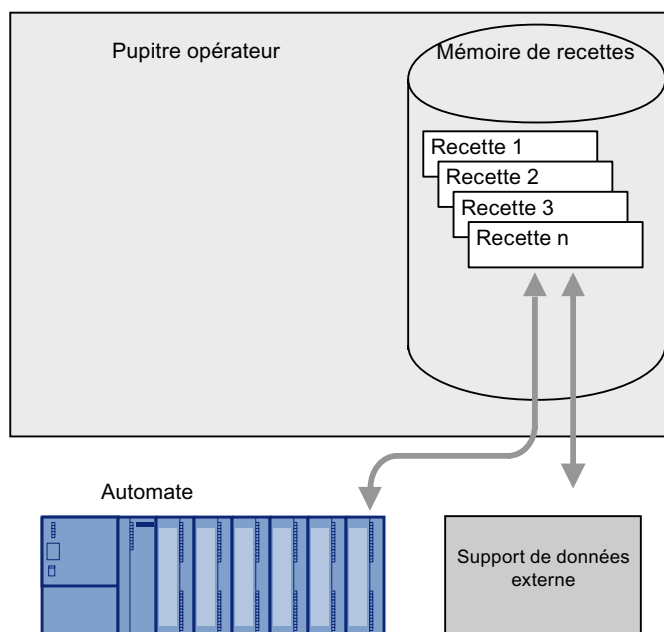 Pupitre opérateur
Mémoire de recettes
Recette 1
Recette 2
Recette 3
Recette n
Automate
Support de données
externe